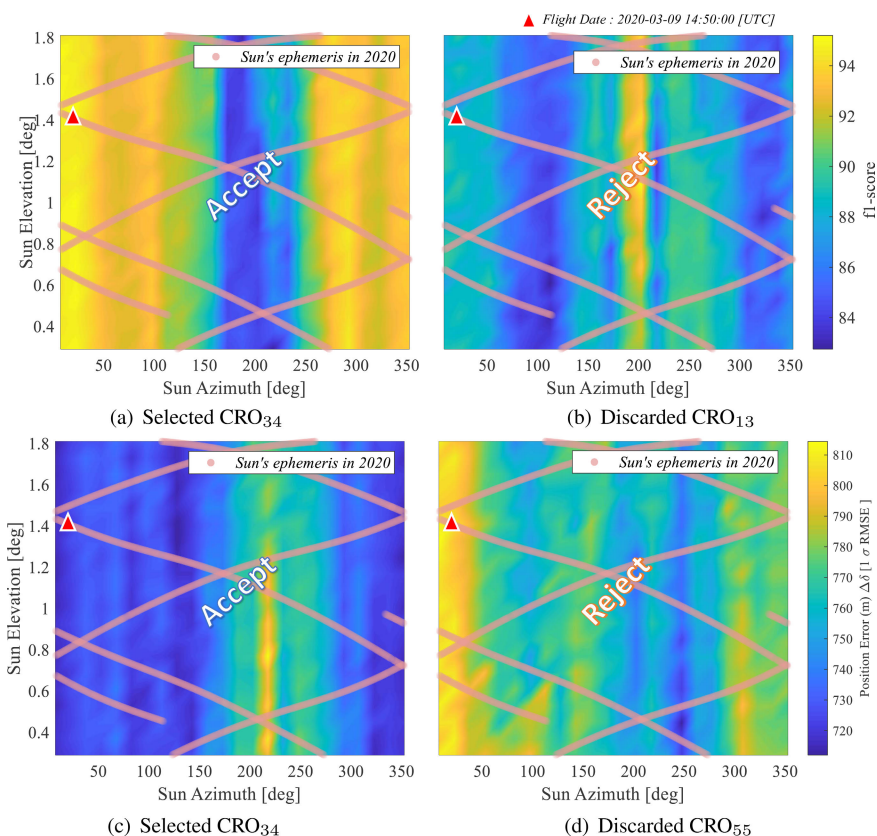 Flight Date : 2020-03-09 14:50:00 [UTC]
1.8
1.6
1.4
1.2
1
0.8
0.6
0.4
Sun Elevation [deg]
Sun's ephemeris in 2020
Accept
50 100 150 200 250 300 350
Sun Azimuth [deg]
(a) Selected CRO34
Sun's ephemeris in 2020
Reject
50 100 150 200 250 300 350
Sun Azimuth [deg]
(b) Discarded CRO13
94
92
90
88
86
84
f1-score
1.8
1.6
1.4
1.2
1
0.8
0.6
0.4
Sun Elevation [deg]
Sun's ephemeris in 2020
Accept
50 100 150 200 250 313 350
Sun Azimuth [deg]
(c) Selected CRO34
Sun's ephemeris in 2020
Reject
50 100 150 200 250 300 350
Sun Azimuth [deg]
(d) Discarded CRO55
810
800
790
780
770
760
750
740
730
720
Position Error (m) Δδ [1 σ RMSE ]